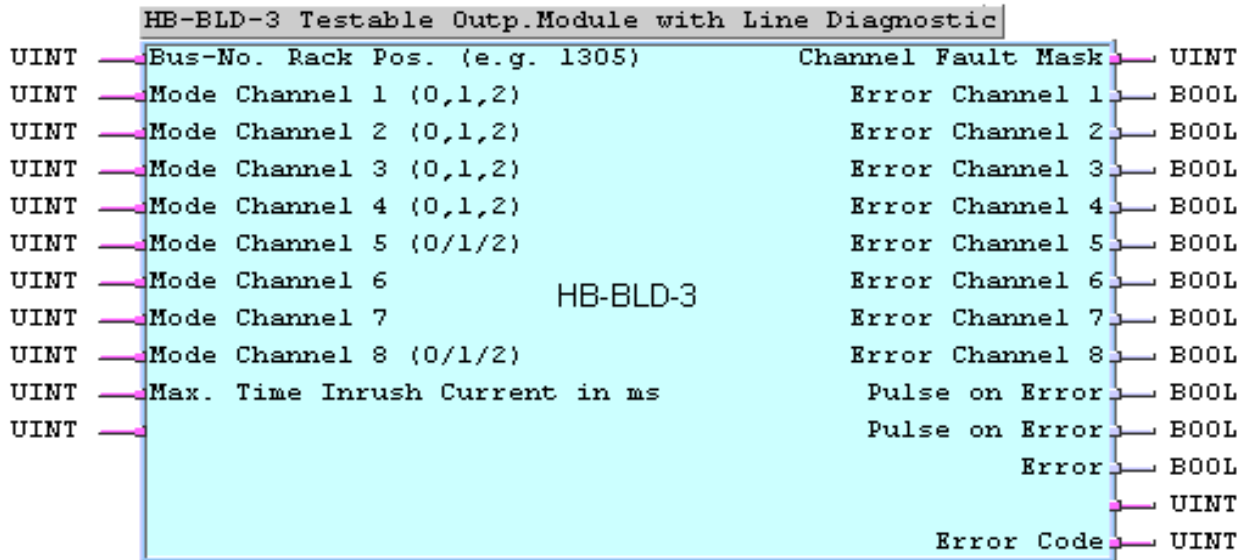 HB-BLD-3 Testable Outp.Module with Line Diagnostic
UINT Bus-No. Rack Pos. (e.g. 1305) Channel Fault Mask UINT
UINT Mode Channel 1 (0,1,2) Error Channel 1 BOOL
UINT Mode Channel 2 (0,1,2) Error Channel 2 BOOL
UINT Mode Channel 3 (0,1,2) Error Channel 3 BOOL
UINT Mode Channel 4 (0,1,2) Error Channel 4 BOOL
UINT Mode Channel 5 (0/1/2) Error Channel 5 BOOL
UINT Mode Channel 6 Error Channel 6 BOOL
HB-BLD-3
UINT Mode Channel 7 Error Channel 7 BOOL
UINT Mode Channel 8 (0/1/2) Error Channel 8 BOOL
UINT Max. Time Inrush Current in ms Pulse on Error BOOL
UINT Pulse on Error BOOL
Error BOOL
UINT
Error Code UINT